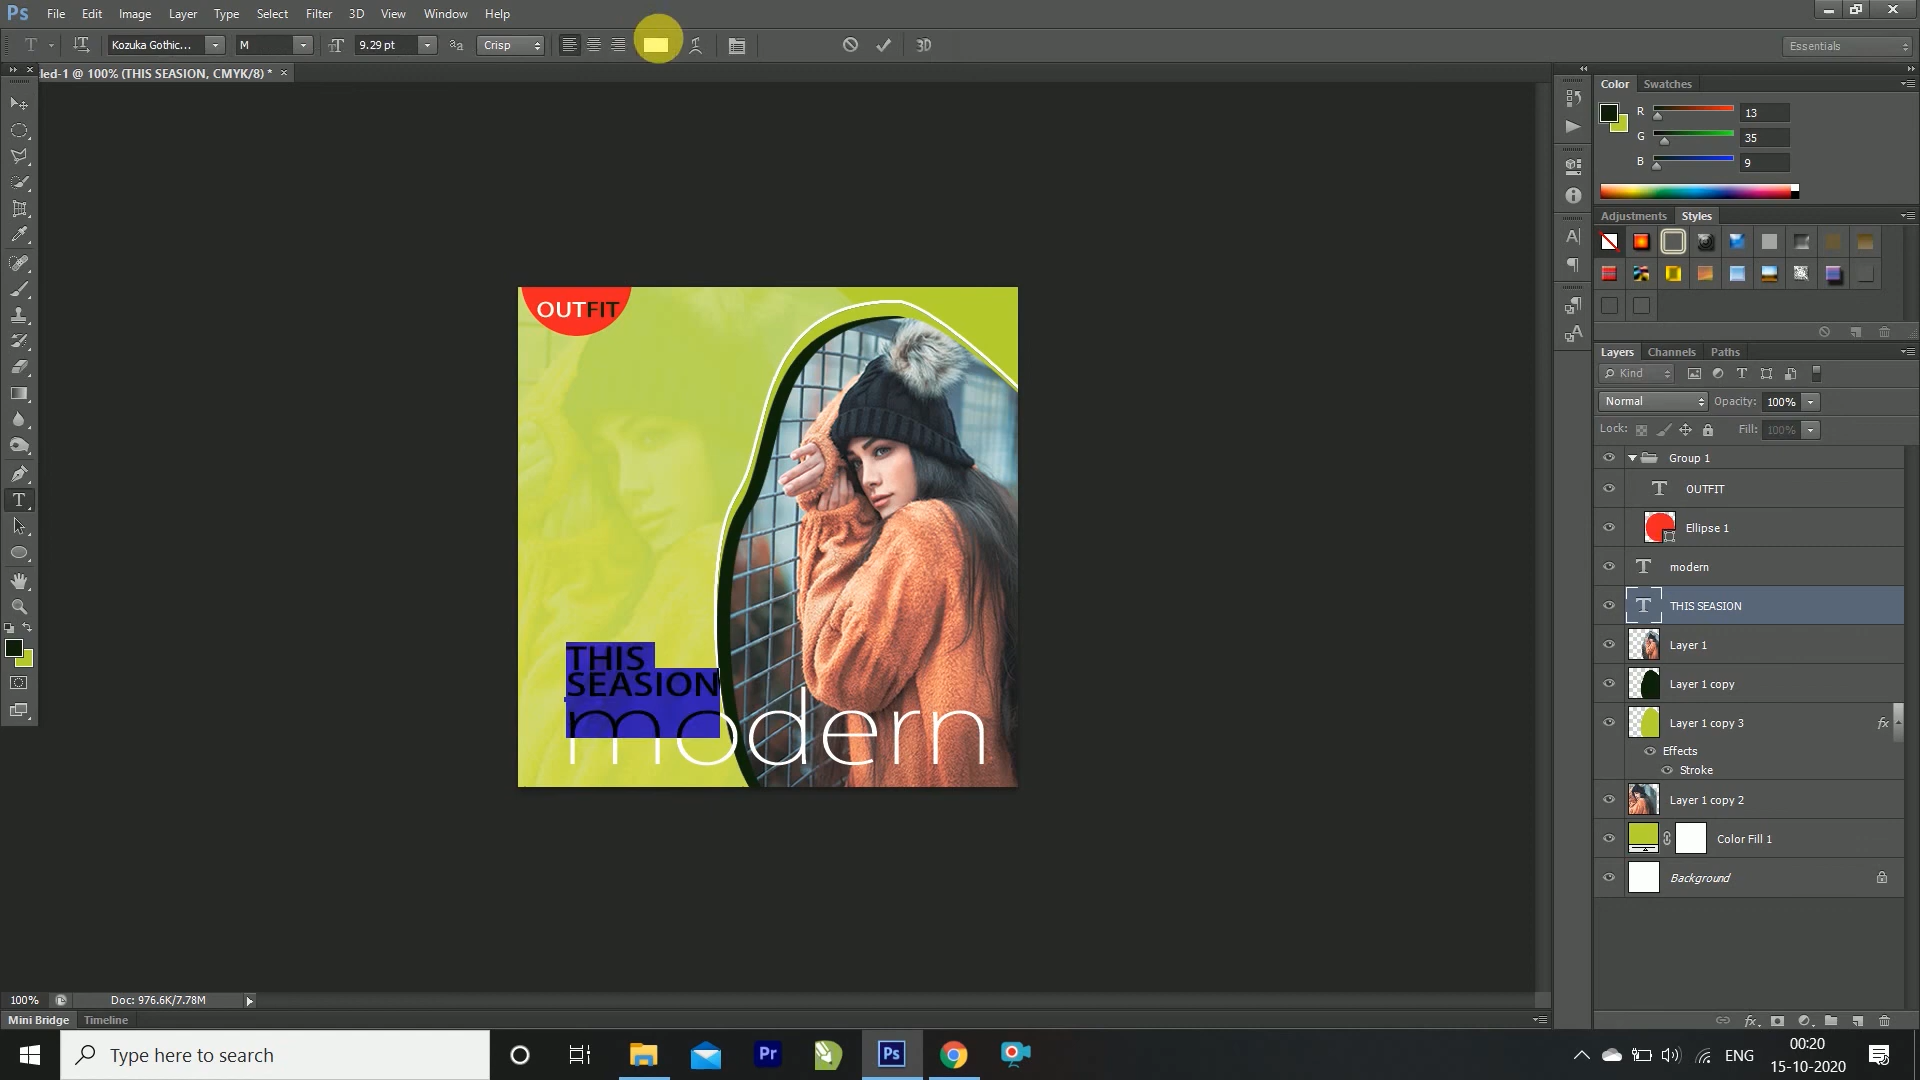 Ps File Edit Image Layer Type Select Filter 3D View Window Help
T Kozuka Gothic... M 9.29 pt aa Crisp 3D Essentials
led-1 @ 100% (THIS SEASION, CMYK/8) *
Color Swatches
R 13
G 35
B 9
Adjustments Styles
OUTFIT
THIS
SEASION
modern
Layers Channels Paths
Kind
Normal Opacity: 100%
Lock: Fill: 100%
Group 1
OUTFIT
Ellipse 1
modern
THIS SEASION
Layer 1
Layer 1 copy
Layer 1 copy 3 fx
Effects
Stroke
Layer 1 copy 2
Color Fill 1
Background
100% Doc: 976.6K/7.78M
Mini Bridge Timeline
Type here to search
Pr Ps
ENG
00:20
15-10-2020